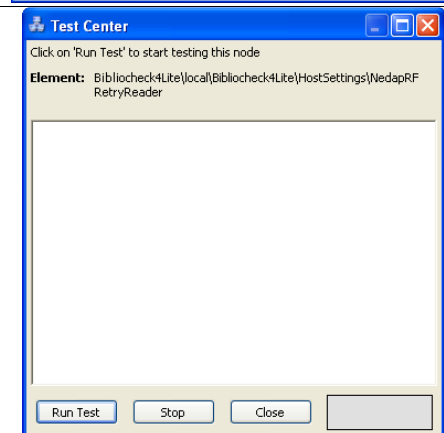 Test Center
Click on 'Run Test' to start testing this node
Element: Bibliocheck4Lite\local\Bibliocheck4Lite\HostSettings\NedapRF
RetryReader
Run Test Stop Close